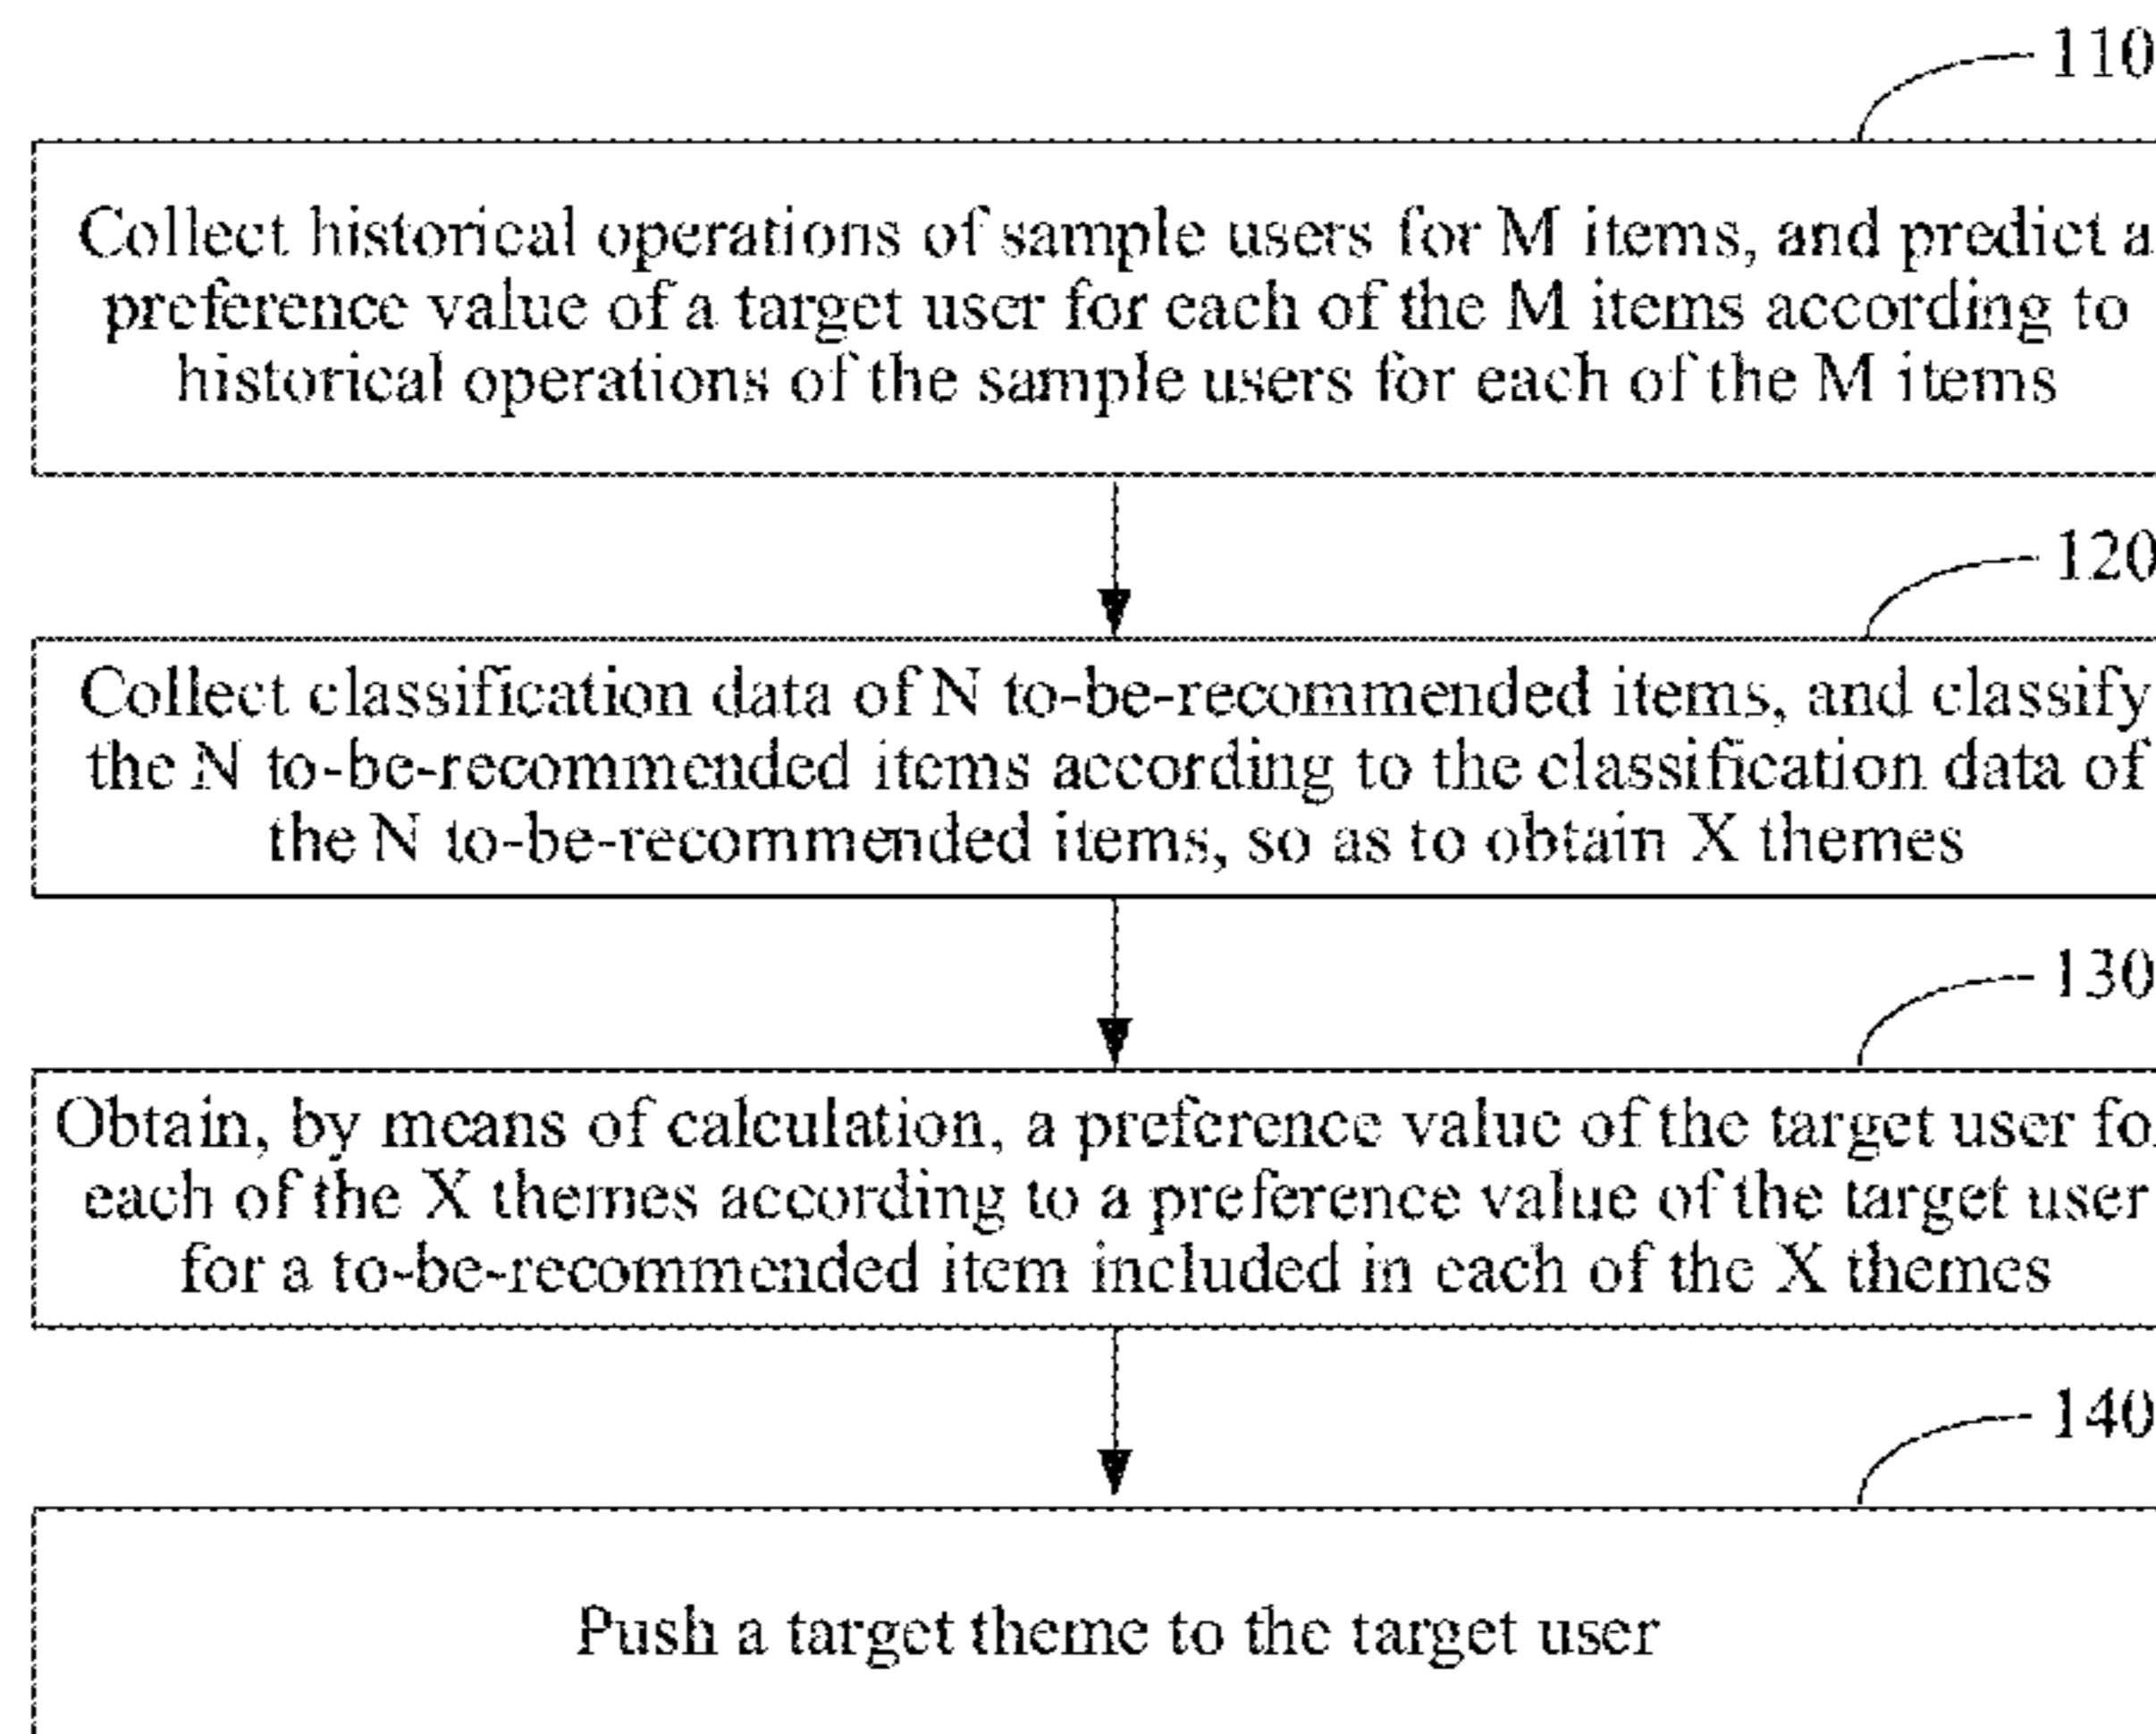 110
Collect historical operations of sample users for M items, and predict a
preference value of a target user for each of the M items according to
historical operations of the sample users for each of the M items
120
Collect classification data of N to-be-recommended items, and classify
the N to-be-recommended items according to the classification data of
the N to-be-recommended items, so as to obtain X themes
130
Obtain, by means of calculation, a preference value of the target user for
each of the X themes according to a preference value of the target user
for a to-be-recommended item included in each of the X themes
140
Push a target theme to the target user